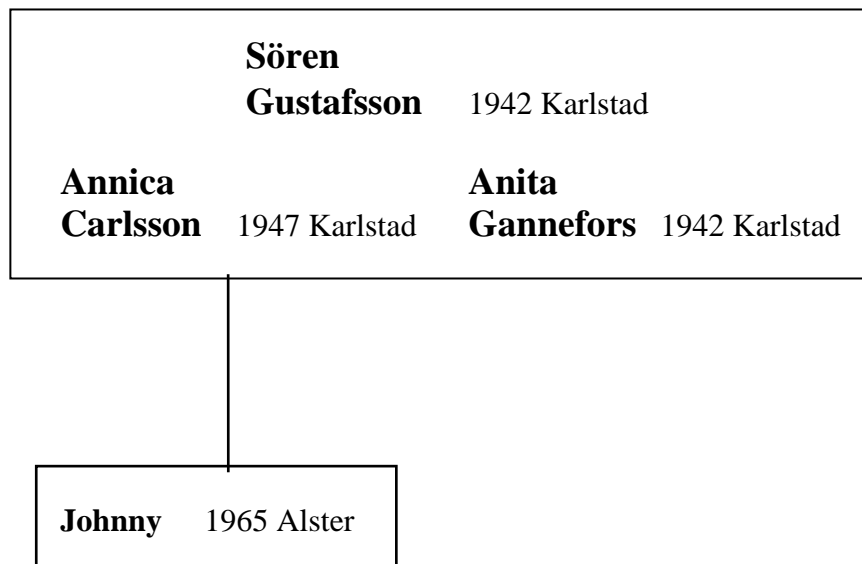 Sören
Gustafsson 1942 Karlstad
Annica
Carlsson 1947 Karlstad
Anita
Gannefors 1942 Karlstad
Johnny 1965 Alster